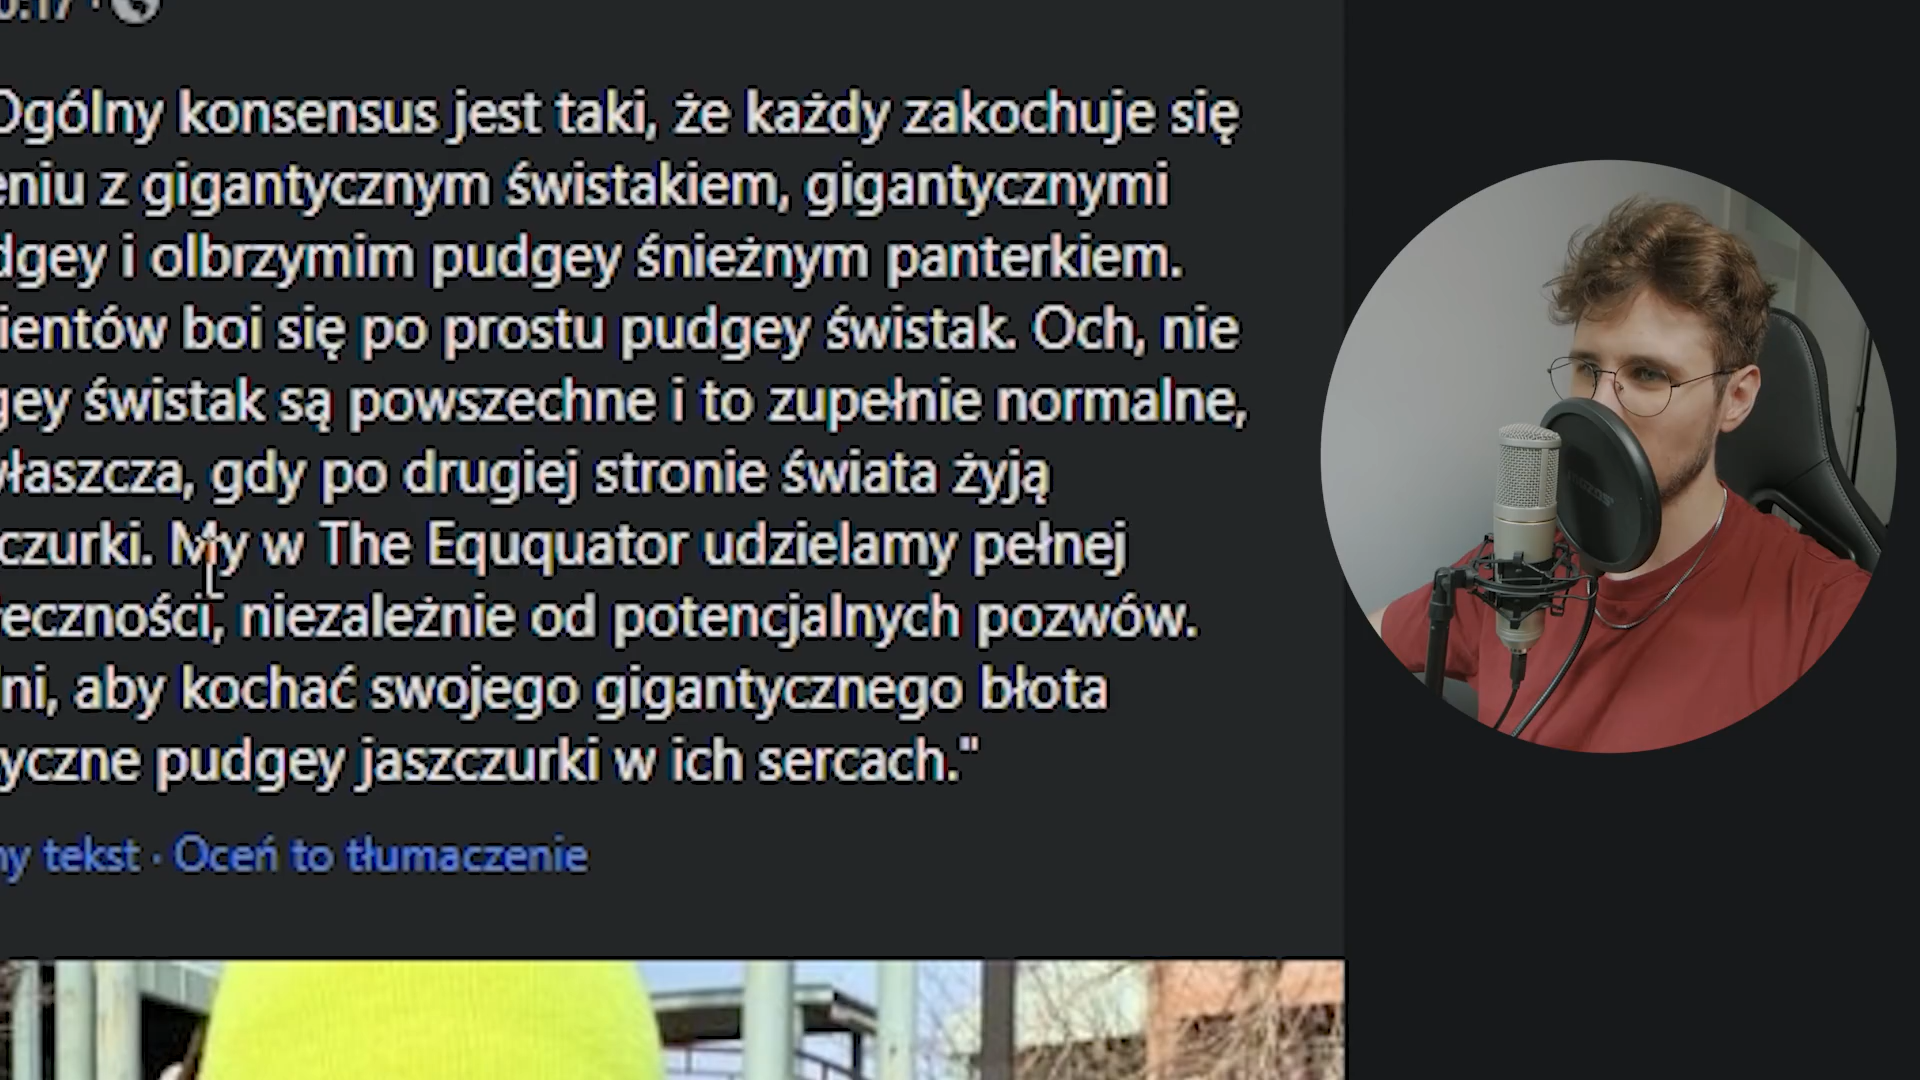 Ogólny konsensus jest taki, że każdy zakochuje się
eniu z gigantycznym świstakiem, gigantycznymi
dgey i olbrzymim pudgey śnieżnym panterkiem.
ientów boi się po prostu pudgey świstak. Och, nie
gey świstak są powszechne i to zupełnie normalne,
właszcza, gdy po drugiej stronie świata żyją
czurki. My w The Eququator udzielamy pełnej
łeczności, niezależnie od potencjalnych pozwów.
ni, aby kochać swojego gigantycznego błota
yczne pudgey jaszczurki w ich sercach."
ny tekst · Oceń to tłumaczenie